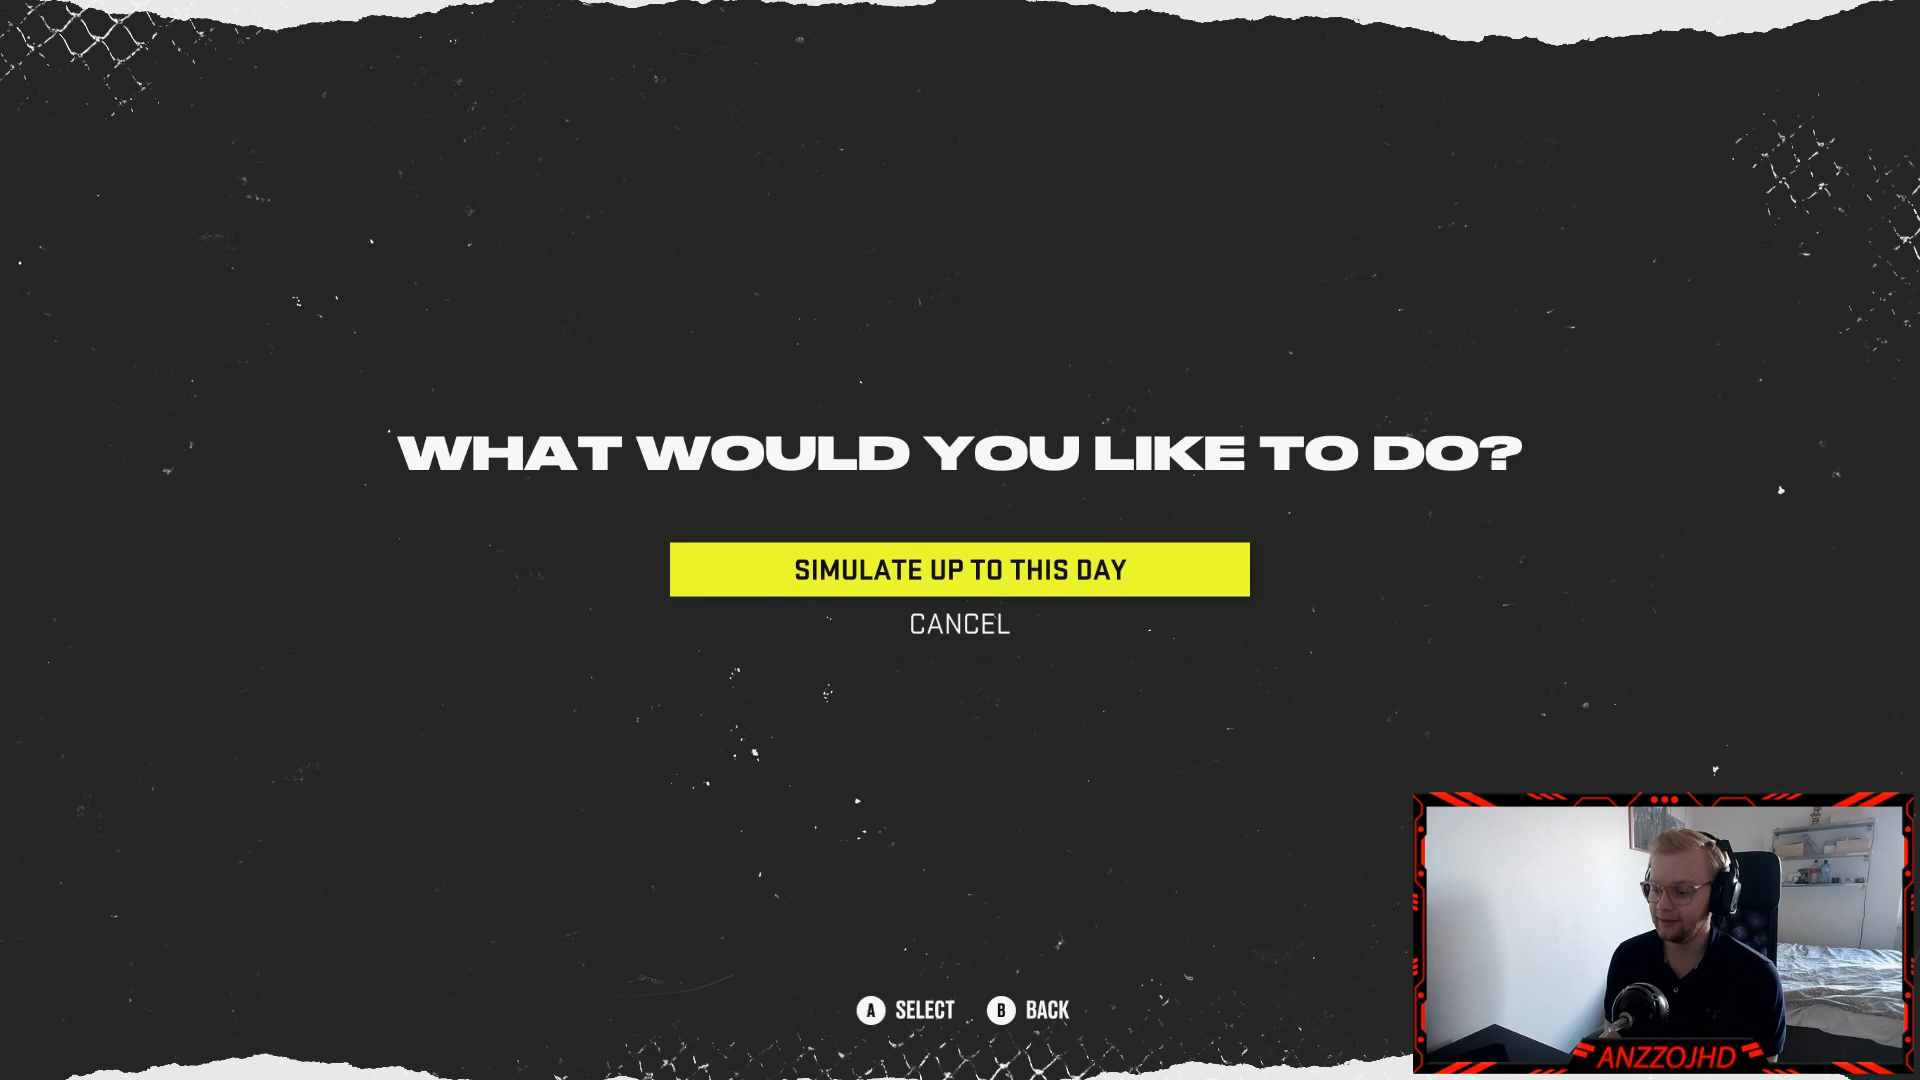 WHAT WOULD YOU LIKE TO DO?
SIMULATE UP TO THIS DAY
CANCEL
A SELECT B BACK
ANZZOJHD